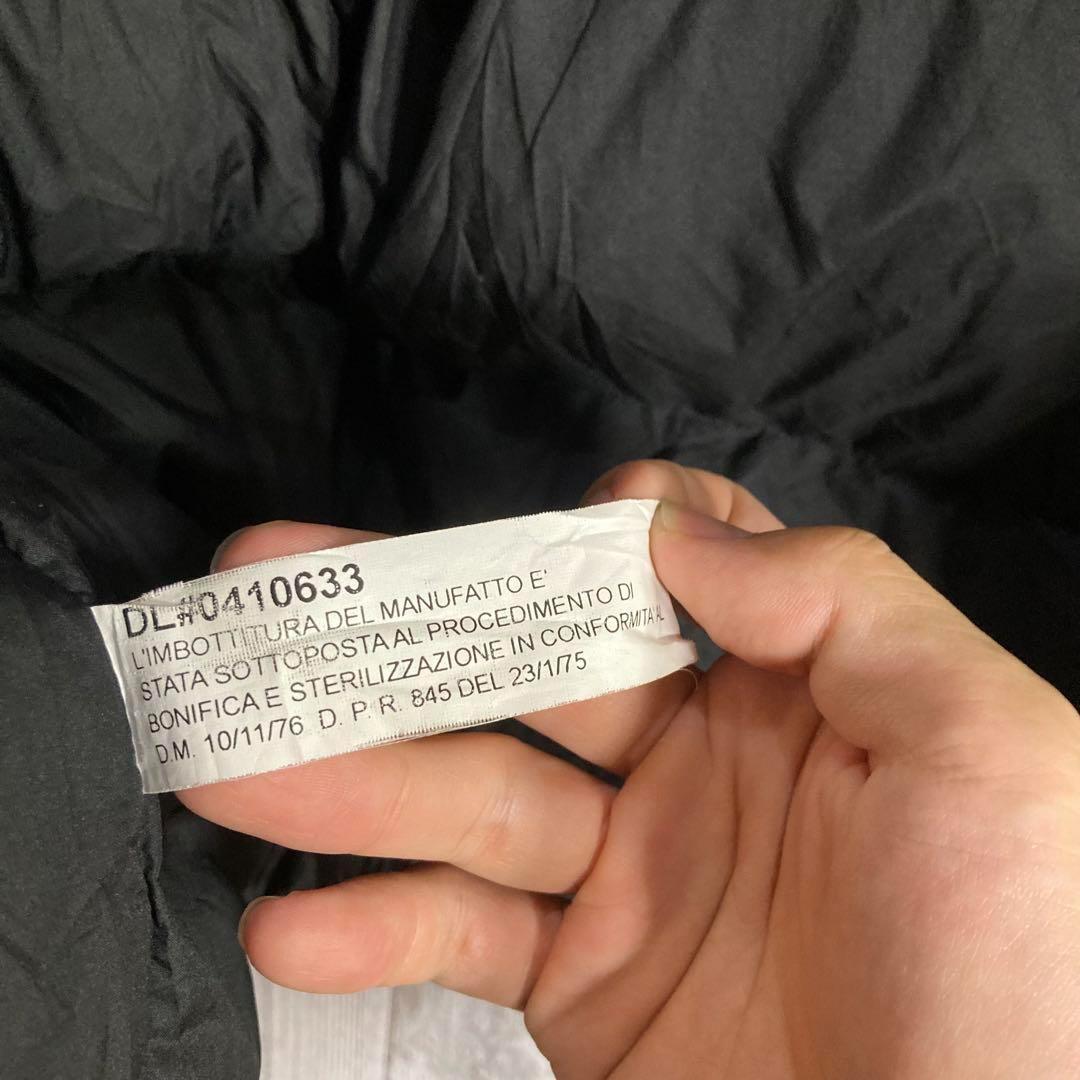 DL#0410633
L'IMBOTTITURA DEL MANUFATTO E'
STATA SOTTOPOSTA AL PROCEDIMENTO DI
BONIFICA E STERILIZZAZIONE IN CONFORMITA' AL
D.M. 10/11/76 D. P. R. 845 DEL 23/1/75